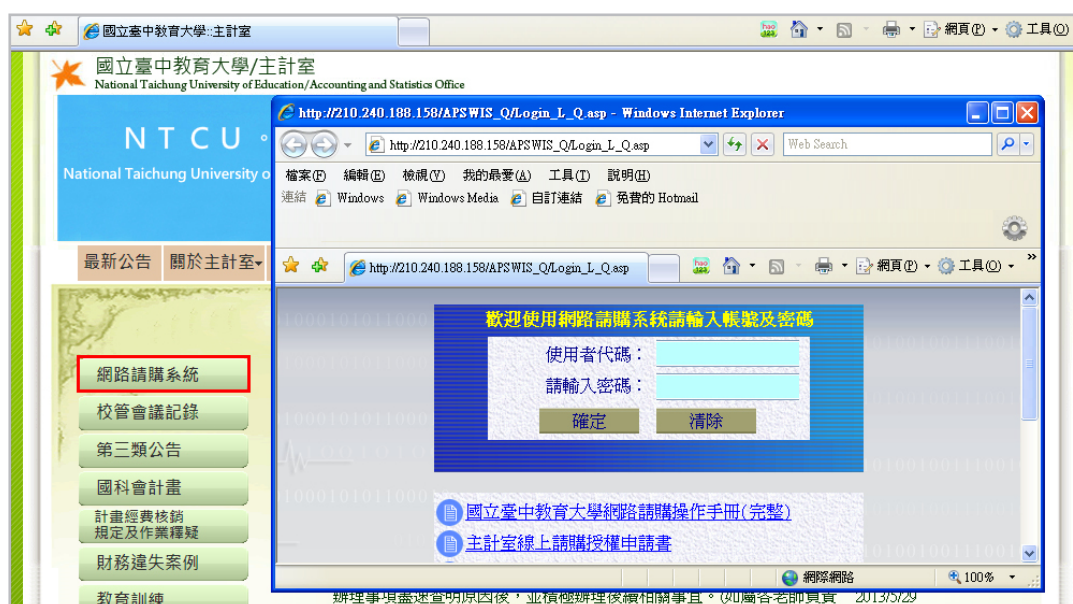 國立臺中教育大學::主計室
網頁(P)
工具(O)
國立臺中教育大學/主計室
National Taichung University of Education/Accounting and Statistics Office
N T C U
National Taichung University o
最新公告 關於主計室
網路請購系統
校管會議記錄
第三類公告
國科會計畫
計畫經費核銷
規定及作業釋疑
財務違失案例
教育訓練
http://210.240.188.158/APSWIS_Q/Login_L_Q.asp - Windows Internet Explorer
http://210.240.188.158/APSWIS_Q/Login_L_Q.asp
Web Search
檔案(F) 編輯(E) 檢視(V) 我的最愛(A) 工具(T) 說明(H)
連結 Windows Windows Media 自訂連結 免費的 Hotmail
http://210.240.188.158/APSWIS_Q/Login_L_Q.asp
網頁(P) 工具(O)
歡迎使用網路請購系統請輸入帳號及密碼
使用者代碼：
請輸入密碼：
確定 清除
國立臺中教育大學網路請購操作手冊(完整)
主計室線上請購授權申請書
網際網路
100%
2013/5/29